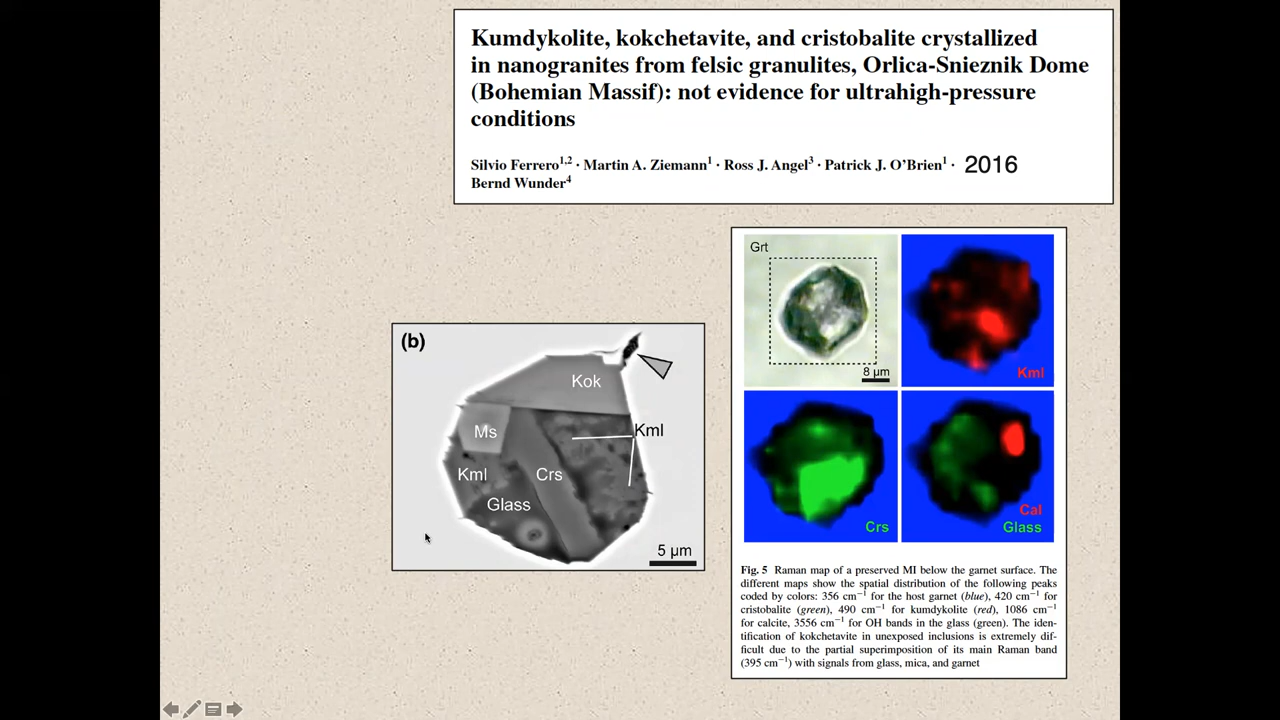 Kumdykolite, kokchetavite, and cristobalite crystallized
in nanogranites from felsic granulites, Orlica-Snieznik Dome
(Bohemian Massif): not evidence for ultrahigh-pressure
conditions
Silvio Ferrero1,2 · Martin A. Ziemann1 · Ross J. Angel3 · Patrick J. O’Brien1 · 2016
Bernd Wunder4
(b)
Kok
Ms
Kml
Kml
Crs
Glass
5 µm
Grt
8 µm
Kml
Crs
Cal
Glass
Fig. 5 Raman map of a preserved MI below the garnet surface. The
different maps show the spatial distribution of the following peaks
coded by colors: 356 cm−1 for the host garnet (blue), 420 cm−1 for
cristobalite (green), 490 cm−1 for kumdykolite (red), 1086 cm−1
for calcite, 3556 cm−1 for OH bands in the glass (green). The iden-
tification of kokchetavite in unexposed inclusions is extremely dif-
ficult due to the partial superimposition of its main Raman band
(395 cm−1) with signals from glass, mica, and garnet